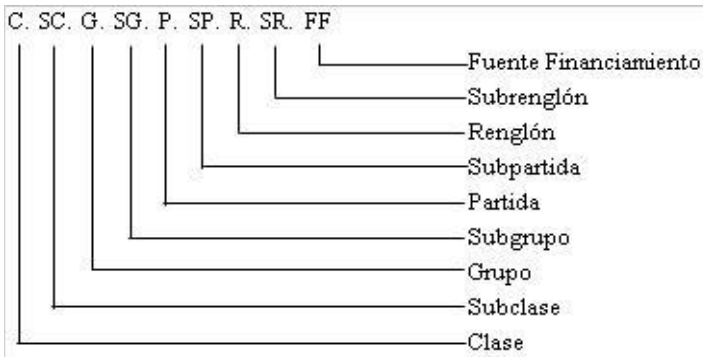 C. SC. G. SG. P. SP. R. SR. FF
Fuente Financiamiento
Subrenglón
Renglón
Subpartida
Partida
Subgrupo
Grupo
Subclase
Clase